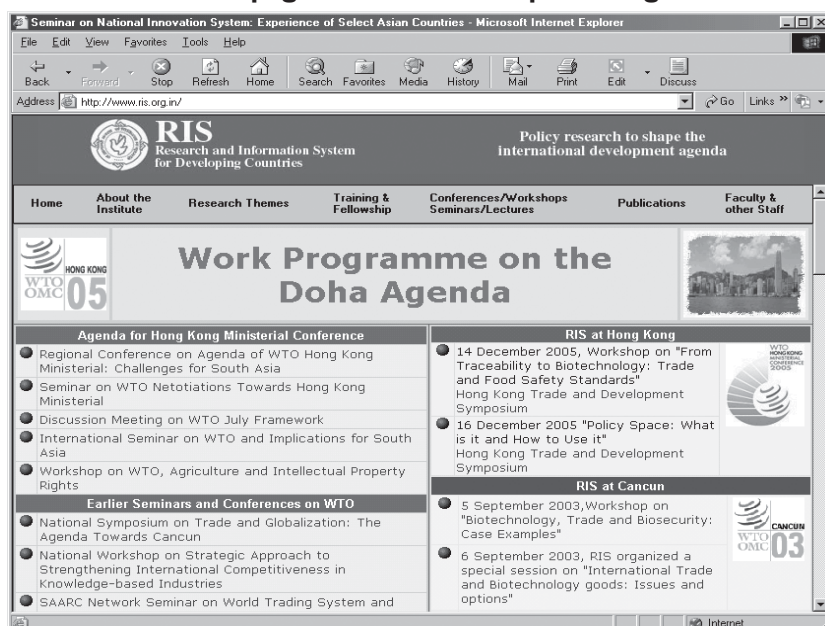 Seminar on National Innovation System: Experience of Select Asian Countries - Microsoft Internet Explorer
File Edit View Favorites Tools Help
Back Forward Stop Refresh Home Search Favorites Media History Mail Print Edit Discuss
Address http://www.ris.org.in/ Go Links »
RIS
Research and Information System
for Developing Countries
Policy research to shape the
international development agenda
Home
About the
Institute
Research Themes
Training &
Fellowship
Conferences/Workshops
Seminars/Lectures
Publications
Faculty &
other Staff
HONG KONG
WTO
OMC 05
Work Programme on the
Doha Agenda
Agenda for Hong Kong Ministerial Conference
Regional Conference on Agenda of WTO Hong Kong
Ministerial: Challenges for South Asia
Seminar on WTO Netotiations Towards Hong Kong
Ministerial
Discussion Meeting on WTO July Framework
International Seminar on WTO and Implications for South
Asia
Workshop on WTO, Agriculture and Intellectual Property
Rights
Earlier Seminars and Conferences on WTO
National Symposium on Trade and Globalization: The
Agenda Towards Cancun
National Workshop on Strategic Approach to
Strengthening International Competitiveness in
Knowledge-based Industries
SAARC Network Seminar on World Trading System and
RIS at Hong Kong
14 December 2005, Workshop on "From
Traceability to Biotechnology: Trade
and Food Safety Standards"
Hong Kong Trade and Development
Symposium
16 December 2005 "Policy Space: What
is it and How to Use it"
Hong Kong Trade and Development
Symposium
WTO
HONG KONG
MINISTERIAL
CONFERENCE
2005
RIS at Cancun
5 September 2003,Workshop on
"Biotechnology, Trade and Biosecurity:
Case Examples"
6 September 2003, RIS organized a
special session on "International Trade
and Biotechnology goods: Issues and
options"
CANCUN
WTO
OMC 03
Internet